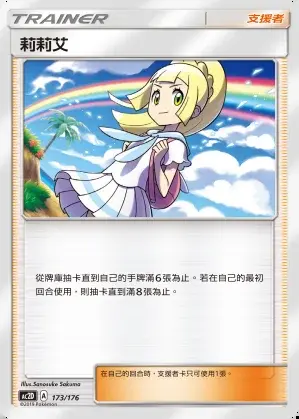 TRAINER
支援者
莉莉艾
從牌庫抽卡直到自己的手牌滿6張為止。若在自己的最初
回合使用,則抽卡直到滿8張為止。
Illus.Sanosuke Sakuma
AC2D A 173/176
©2019 Pokémon
在自己的回合時,支援者卡只可使用1張。